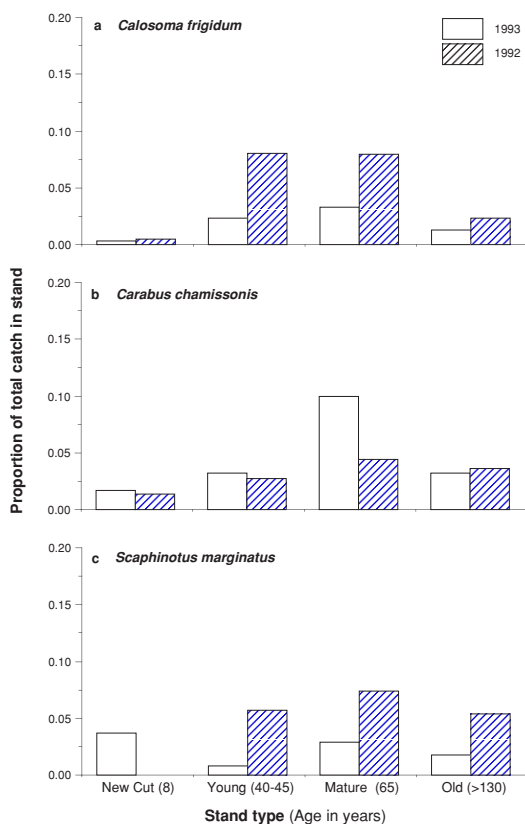 a Calosoma frigidum
1993
1992
0.20
0.15
0.10
0.05
0.00
b Carabus chamissonis
0.20
0.15
0.10
0.05
0.00
Proportion of total catch in stand
c Scaphinotus marginatus
0.20
0.15
0.10
0.05
0.00
New Cut (8) Young (40-45) Mature (65) Old (>130)
Stand type (Age in years)